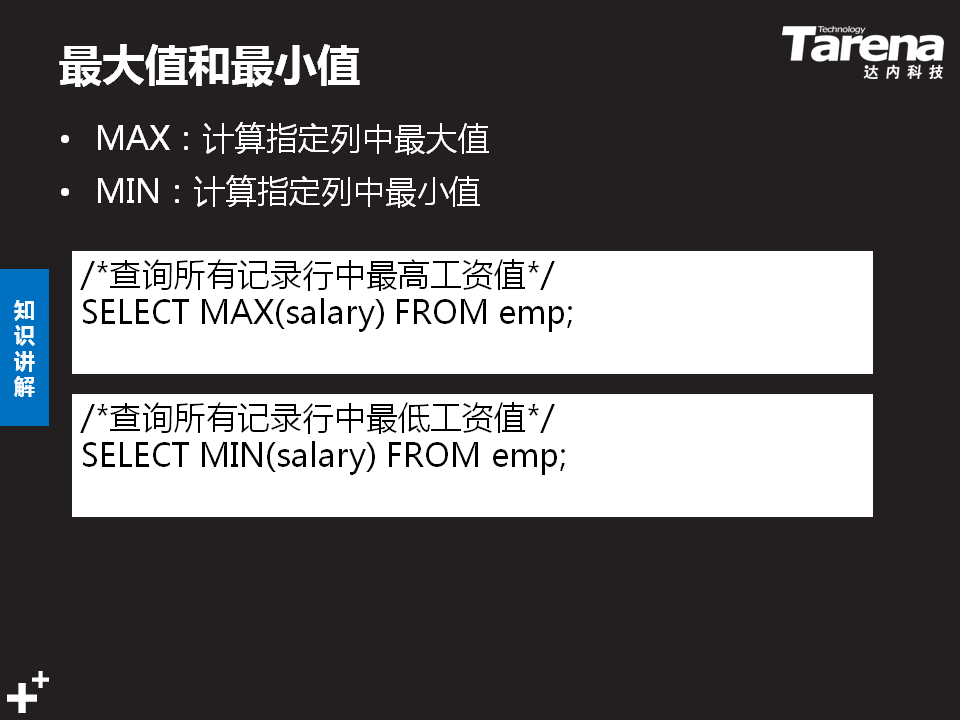 最大值和最小值
Technology
Tarena
达内科技
• MAX：计算指定列中最大值
• MIN：计算指定列中最小值
/*查询所有记录行中最高工资值*/
SELECT MAX(salary) FROM emp;
知识讲解
/*查询所有记录行中最低工资值*/
SELECT MIN(salary) FROM emp;